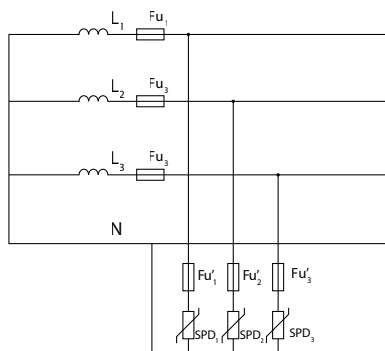 L₁ Fu₁
L₂ Fu₃
L₃ Fu₃
N
Fu'₁ Fu'₂ Fu'₃
SPD₁ SPD₂ SPD₃